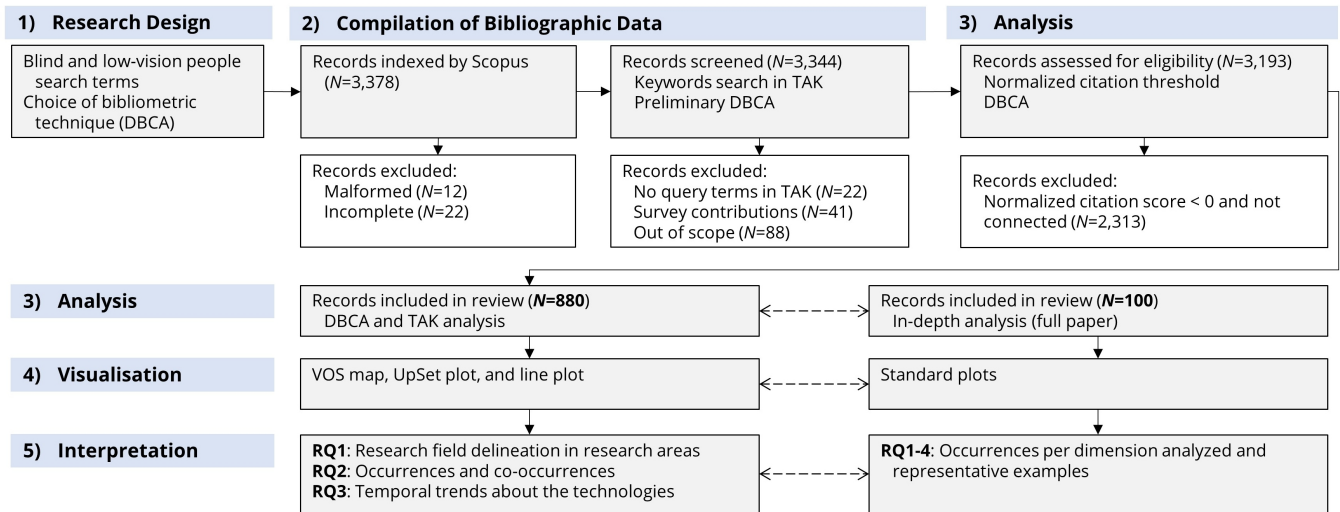 1) Research Design
2) Compilation of Bibliographic Data
3) Analysis
Blind and low-vision people
search terms
Choice of bibliometric
technique (DBCA)
Records indexed by Scopus
(N=3,378)
Records screened (N=3,344)
Keywords search in TAK
Preliminary DBCA
Records assessed for eligibility (N=3,193)
Normalized citation threshold
DBCA
Records excluded:
Malformed (N=12)
Incomplete (N=22)
Records excluded:
No query terms in TAK (N=22)
Survey contributions (N=41)
Out of scope (N=88)
Records excluded:
Normalized citation score < 0 and not
connected (N=2,313)
3) Analysis
Records included in review (N=880)
DBCA and TAK analysis
Records included in review (N=100)
In-depth analysis (full paper)
4) Visualisation
VOS map, UpSet plot, and line plot
Standard plots
5) Interpretation
RQ1: Research field delineation in research areas
RQ2: Occurrences and co-occurrences
RQ3: Temporal trends about the technologies
RQ1-4: Occurrences per dimension analyzed and
representative examples